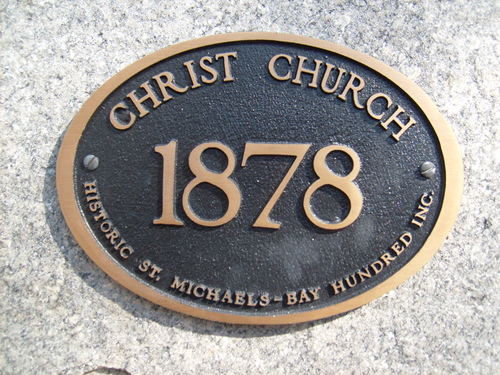 CHRIST CHURCH
1878
HISTORIC ST. MICHAELS-BAY HUNDRED INC.